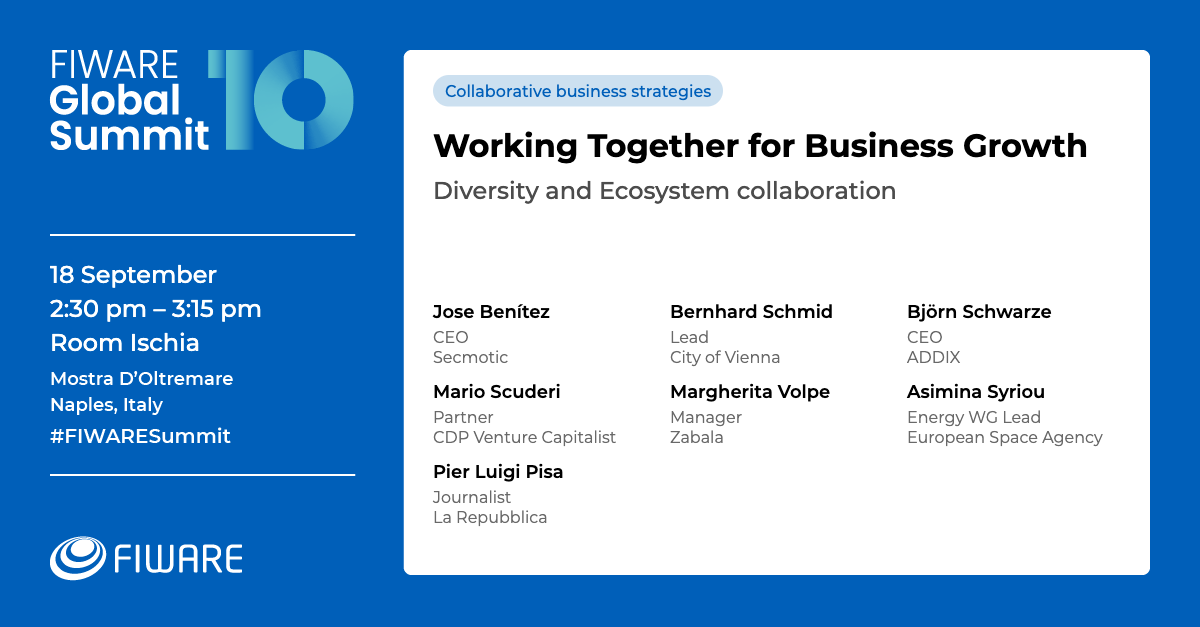 FIWARE
Global
Summit
10
18 September
2:30 pm – 3:15 pm
Room Ischia
Mostra D’Oltremare
Naples, Italy
#FIWARESummit
FIWARE
Collaborative business strategies
Working Together for Business Growth
Diversity and Ecosystem collaboration
Jose Benítez
CEO
Secmotic
Bernhard Schmid
Lead
City of Vienna
Björn Schwarze
CEO
ADDIX
Mario Scuderi
Partner
CDP Venture Capitalist
Margherita Volpe
Manager
Zabala
Asimina Syriou
Energy WG Lead
European Space Agency
Pier Luigi Pisa
Journalist
La Repubblica